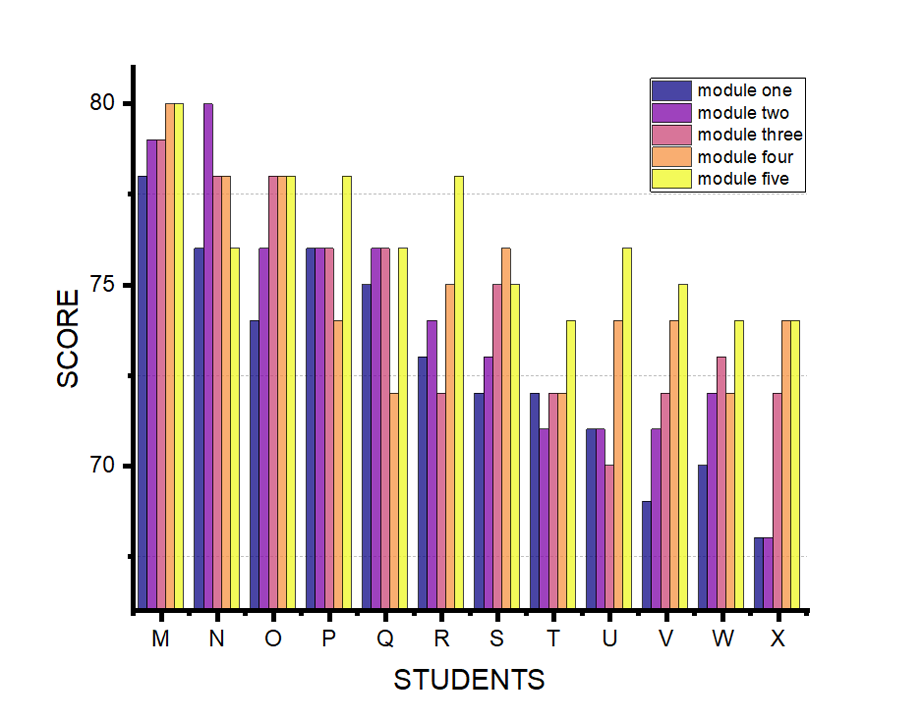 module one
module two
module three
module four
module five
80
75
70
SCORE
M N O P Q R S T U V W X
STUDENTS